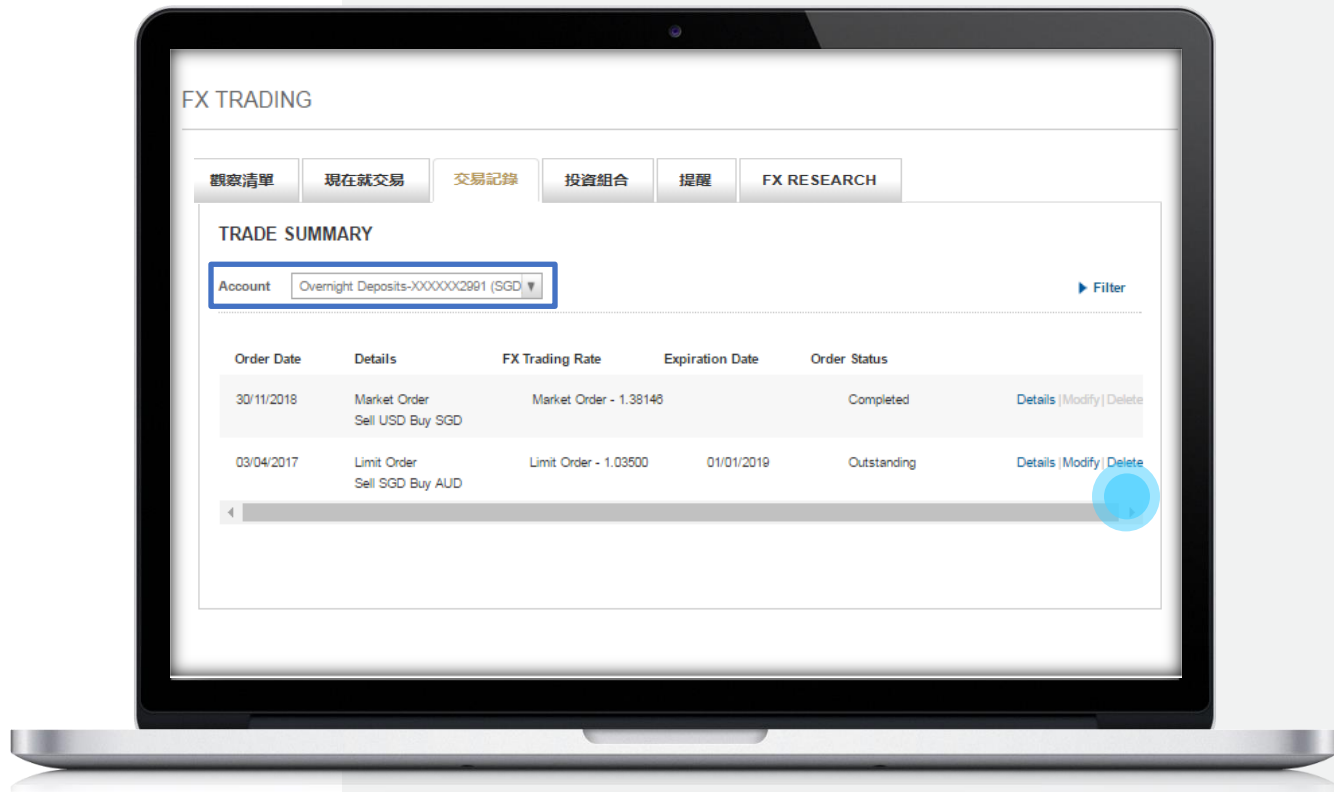 FX TRADING
觀察清單 現在就交易 交易記錄 投資組合 提醒 FX RESEARCH
TRADE SUMMARY
Account Overnight Deposits-XXXXXX2991 (SGD
Filter
Order Date Details FX Trading Rate Expiration Date Order Status
30/11/2018 Market Order Market Order - 1.38146 Completed Details |Modify| Delete
Sell USD Buy SGD
03/04/2017 Limit Order Limit Order - 1.03500 01/01/2019 Outstanding Details |Modify| Delete
Sell SGD Buy AUD